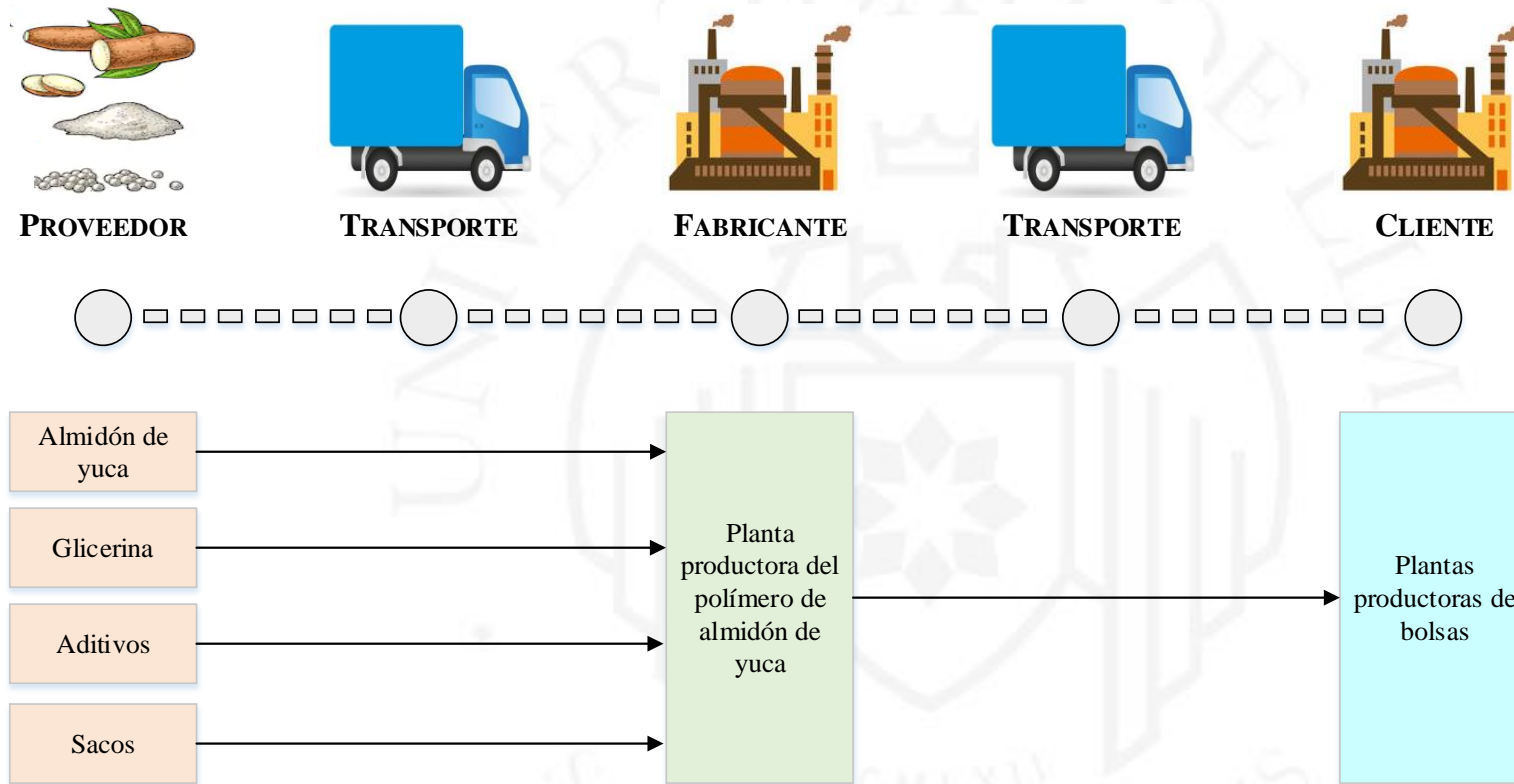 PROVEEDOR
TRANSPORTE
FABRICANTE
TRANSPORTE
CLIENTE
Almidón de
yuca
Glicerina
Aditivos
Sacos
Planta
productora del
polímero de
almidón de
yuca
Plantas
productoras de
bolsas